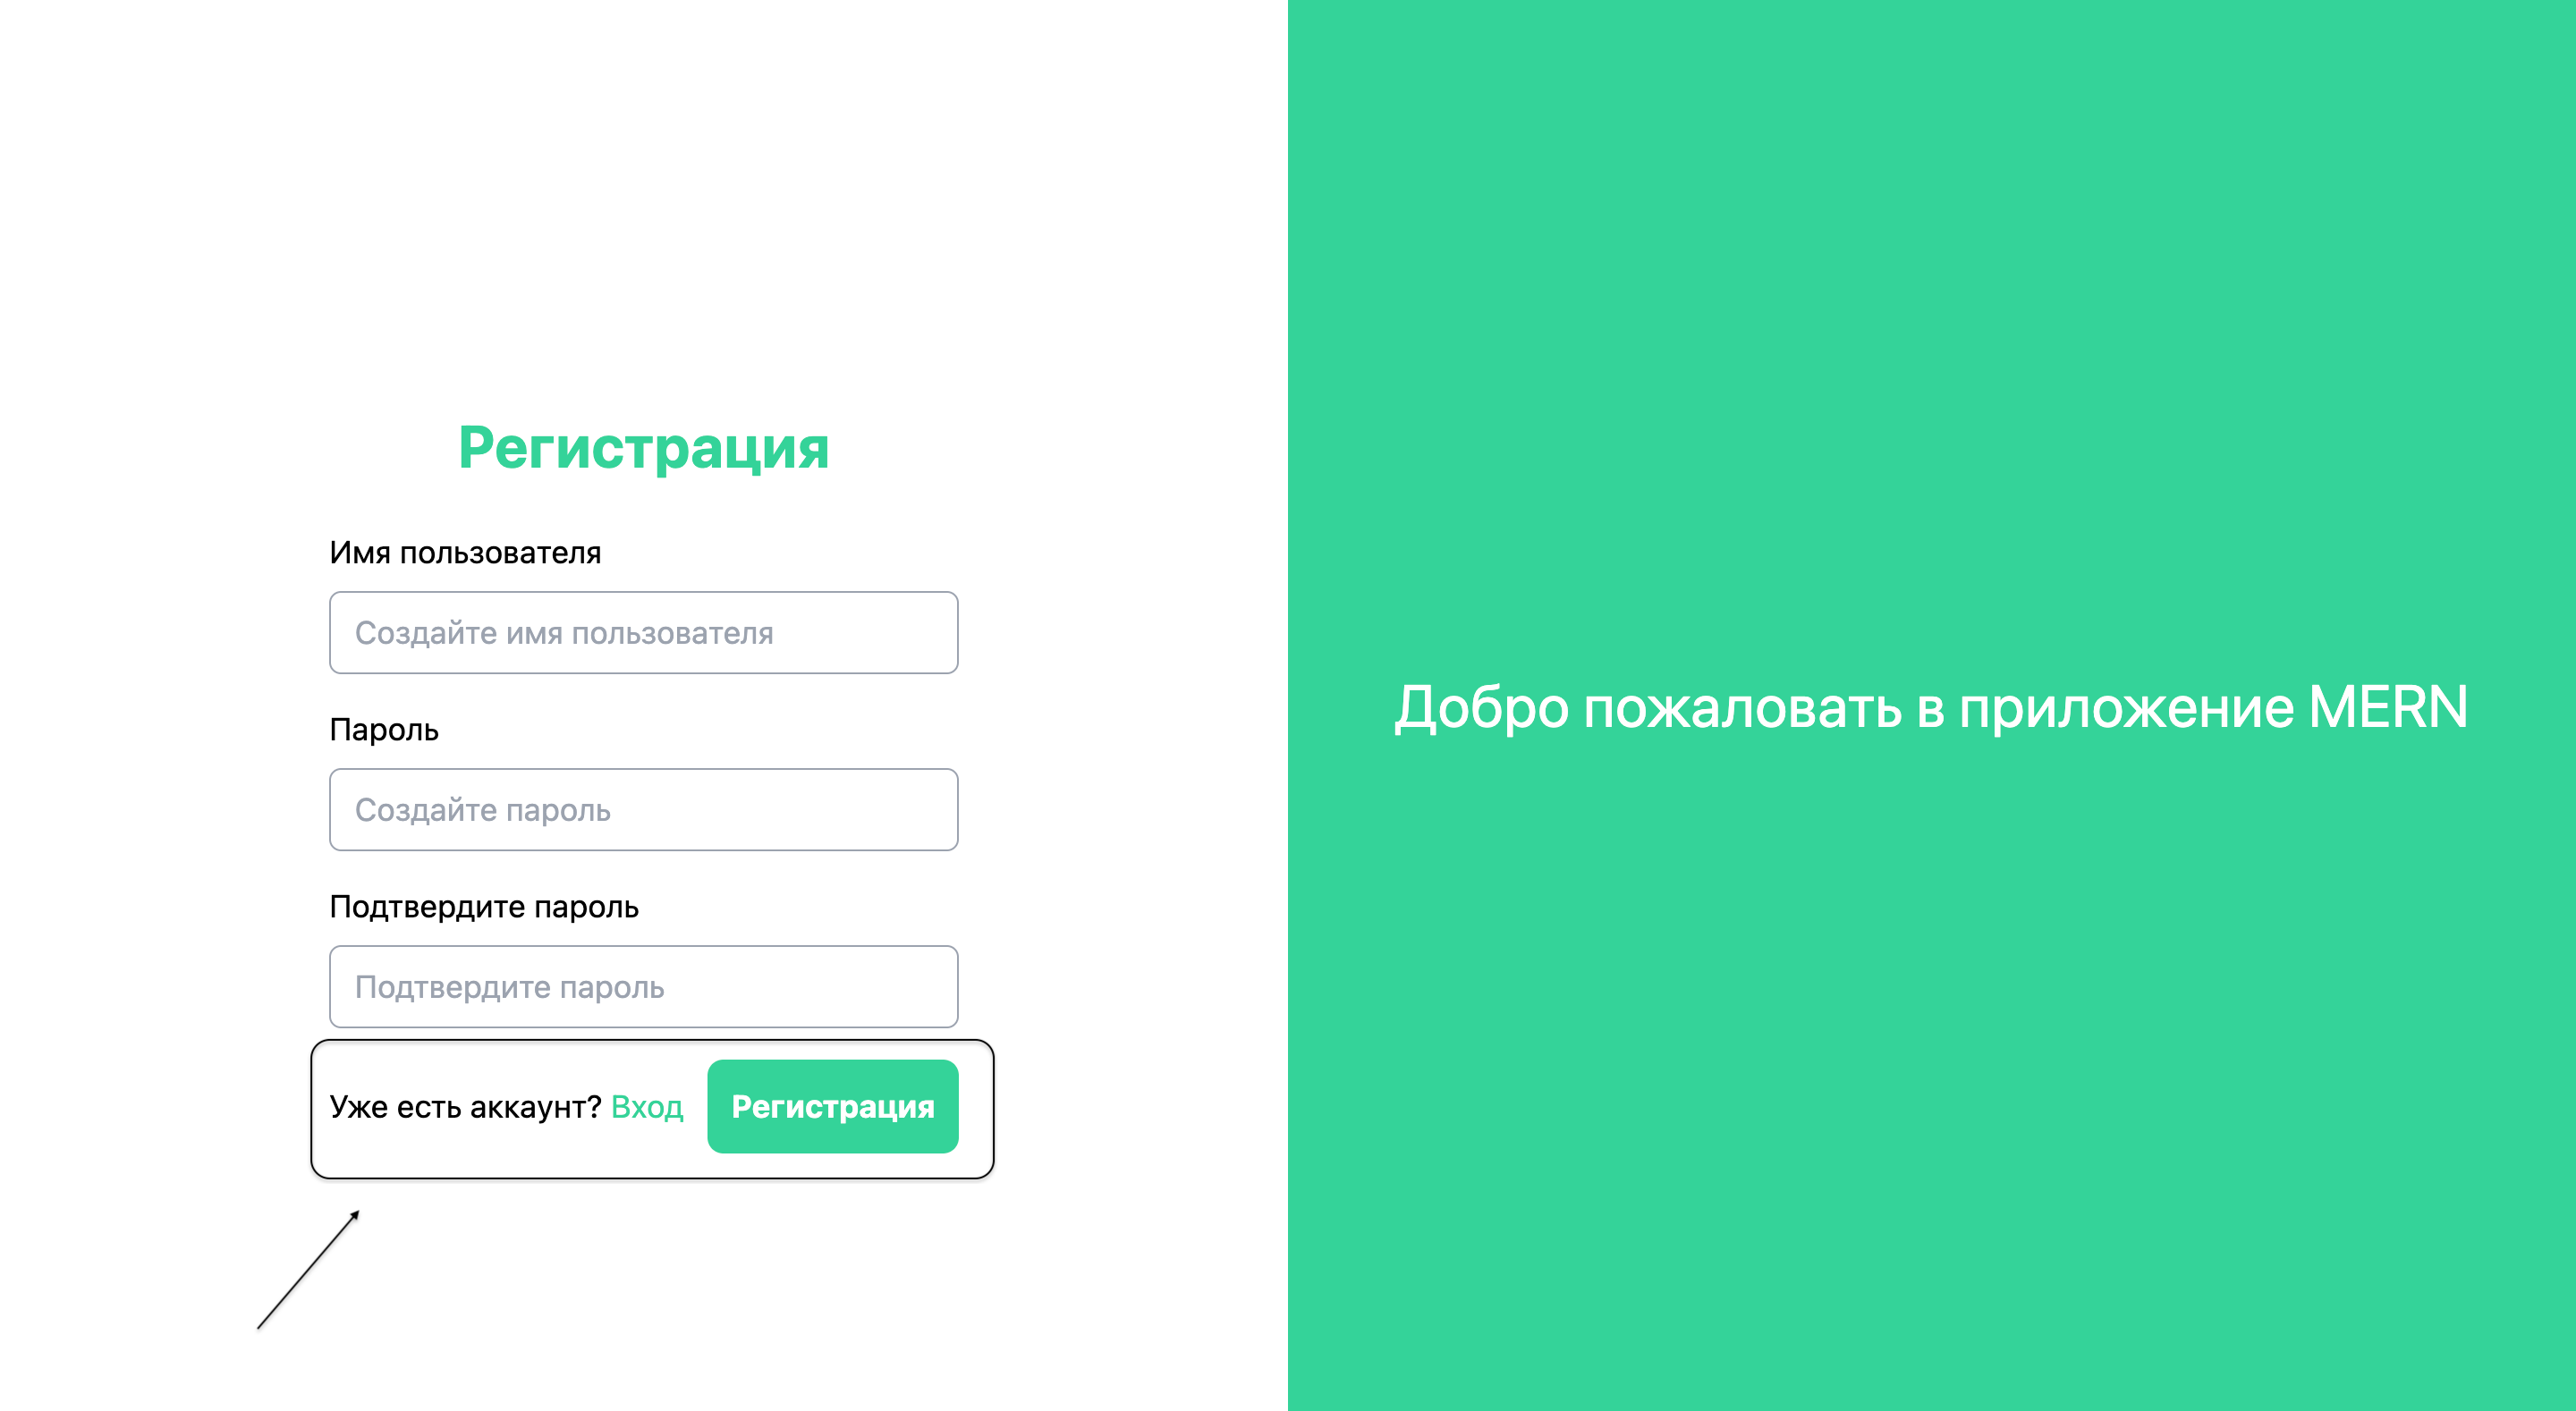 Регистрация
Имя пользователя
Создайте имя пользователя
Пароль
Создайте пароль
Подтвердите пароль
Подтвердите пароль
Уже есть аккаунт? Вход
Регистрация
Добро пожаловать в приложение MERN